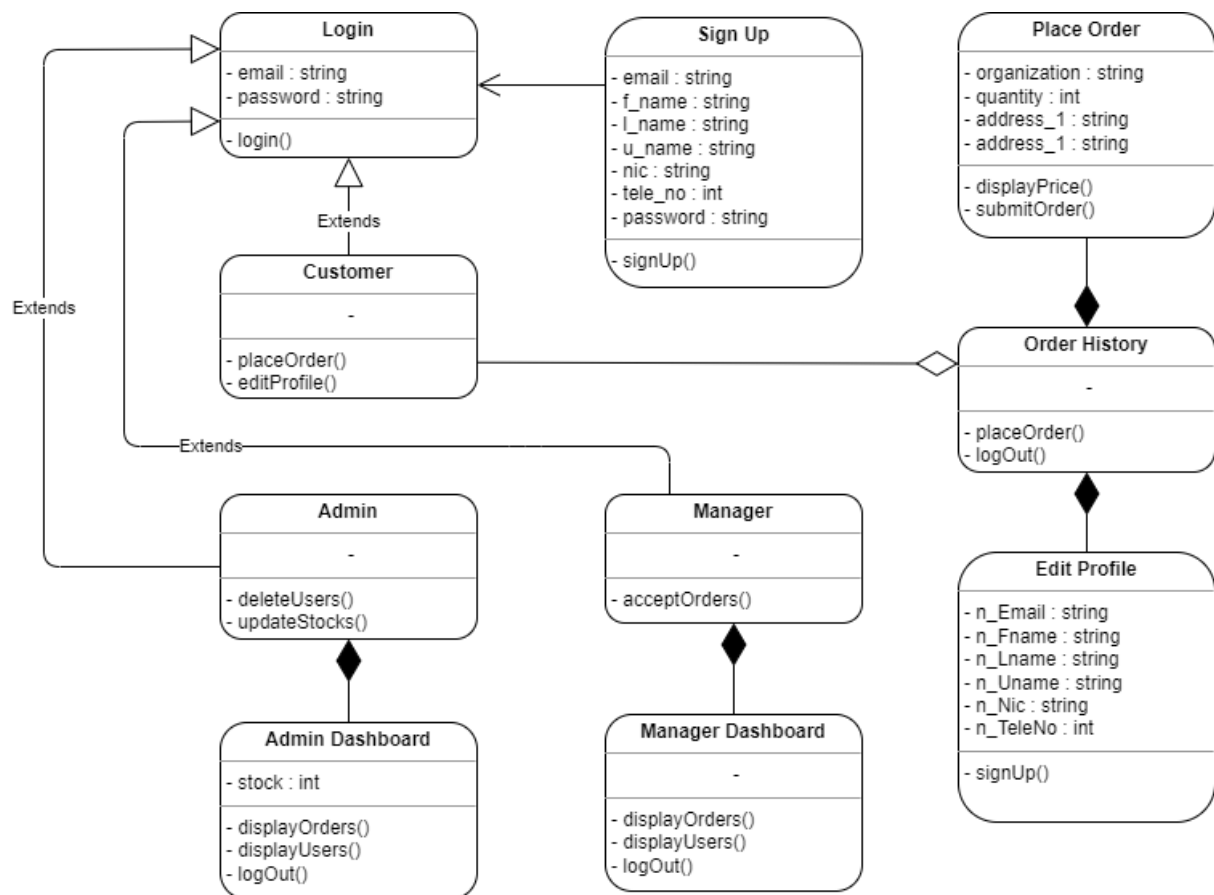 Login
- email : string
- password : string
- login()
Sign Up
- email : string
- f_name : string
- l_name : string
- u_name : string
- nic : string
- tele_no : int
- password : string
- signUp()
Place Order
- organization : string
- quantity : int
- address_1 : string
- address_1 : string
- displayPrice()
- submitOrder()
Extends
Customer
-
- placeOrder()
- editProfile()
Extends
Order History
-
- placeOrder()
- logOut()
Extends
Admin
-
- deleteUsers()
- updateStocks()
Manager
-
- acceptOrders()
Edit Profile
- n_Email : string
- n_Fname : string
- n_Lname : string
- n_Uname : string
- n_Nic : string
- n_TeleNo : int
- signUp()
Admin Dashboard
- stock : int
- displayOrders()
- displayUsers()
- logOut()
Manager Dashboard
-
- displayOrders()
- displayUsers()
- logOut()